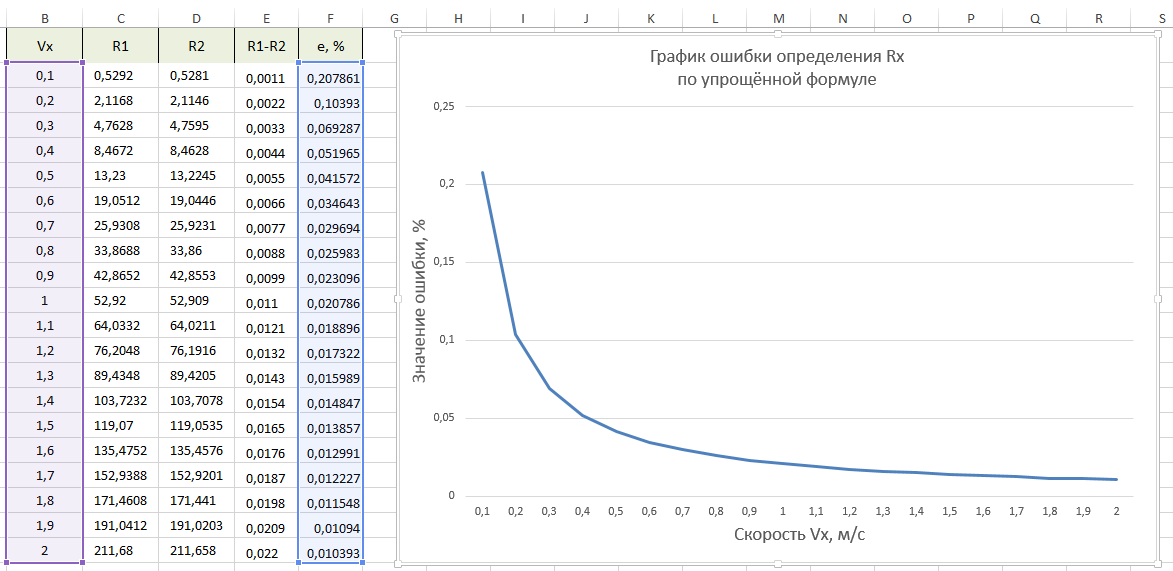 B C D E F G H I J K L M N O P Q R S
Vx R1 R2 R1-R2 e, %
0,1 0,5292 0,5281 0,0011 0,207861
0,2 2,1168 2,1146 0,0022 0,10393
0,3 4,7628 4,7595 0,0033 0,069287
0,4 8,4672 8,4628 0,0044 0,051965
0,5 13,23 13,2245 0,0055 0,041572
0,6 19,0512 19,0446 0,0066 0,034643
0,7 25,9308 25,9231 0,0077 0,029694
0,8 33,8688 33,86 0,0088 0,025983
0,9 42,8652 42,8553 0,0099 0,023096
1 52,92 52,909 0,011 0,020786
1,1 64,0332 64,0211 0,0121 0,018896
1,2 76,2048 76,1916 0,0132 0,017322
1,3 89,4348 89,4205 0,0143 0,015989
1,4 103,7232 103,7078 0,0154 0,014847
1,5 119,07 119,0535 0,0165 0,013857
1,6 135,4752 135,4576 0,0176 0,012991
1,7 152,9388 152,9201 0,0187 0,012227
1,8 171,4608 171,441 0,0198 0,011548
1,9 191,0412 191,0203 0,0209 0,01094
2 211,68 211,658 0,022 0,010393
График ошибки определения Rx
по упрощённой формуле
Значение ошибки, %
0,25
0,2
0,15
0,1
0,05
0
0,1 0,2 0,3 0,4 0,5 0,6 0,7 0,8 0,9 1 1,1 1,2 1,3 1,4 1,5 1,6 1,7 1,8 1,9 2
Скорость Vx, м/с